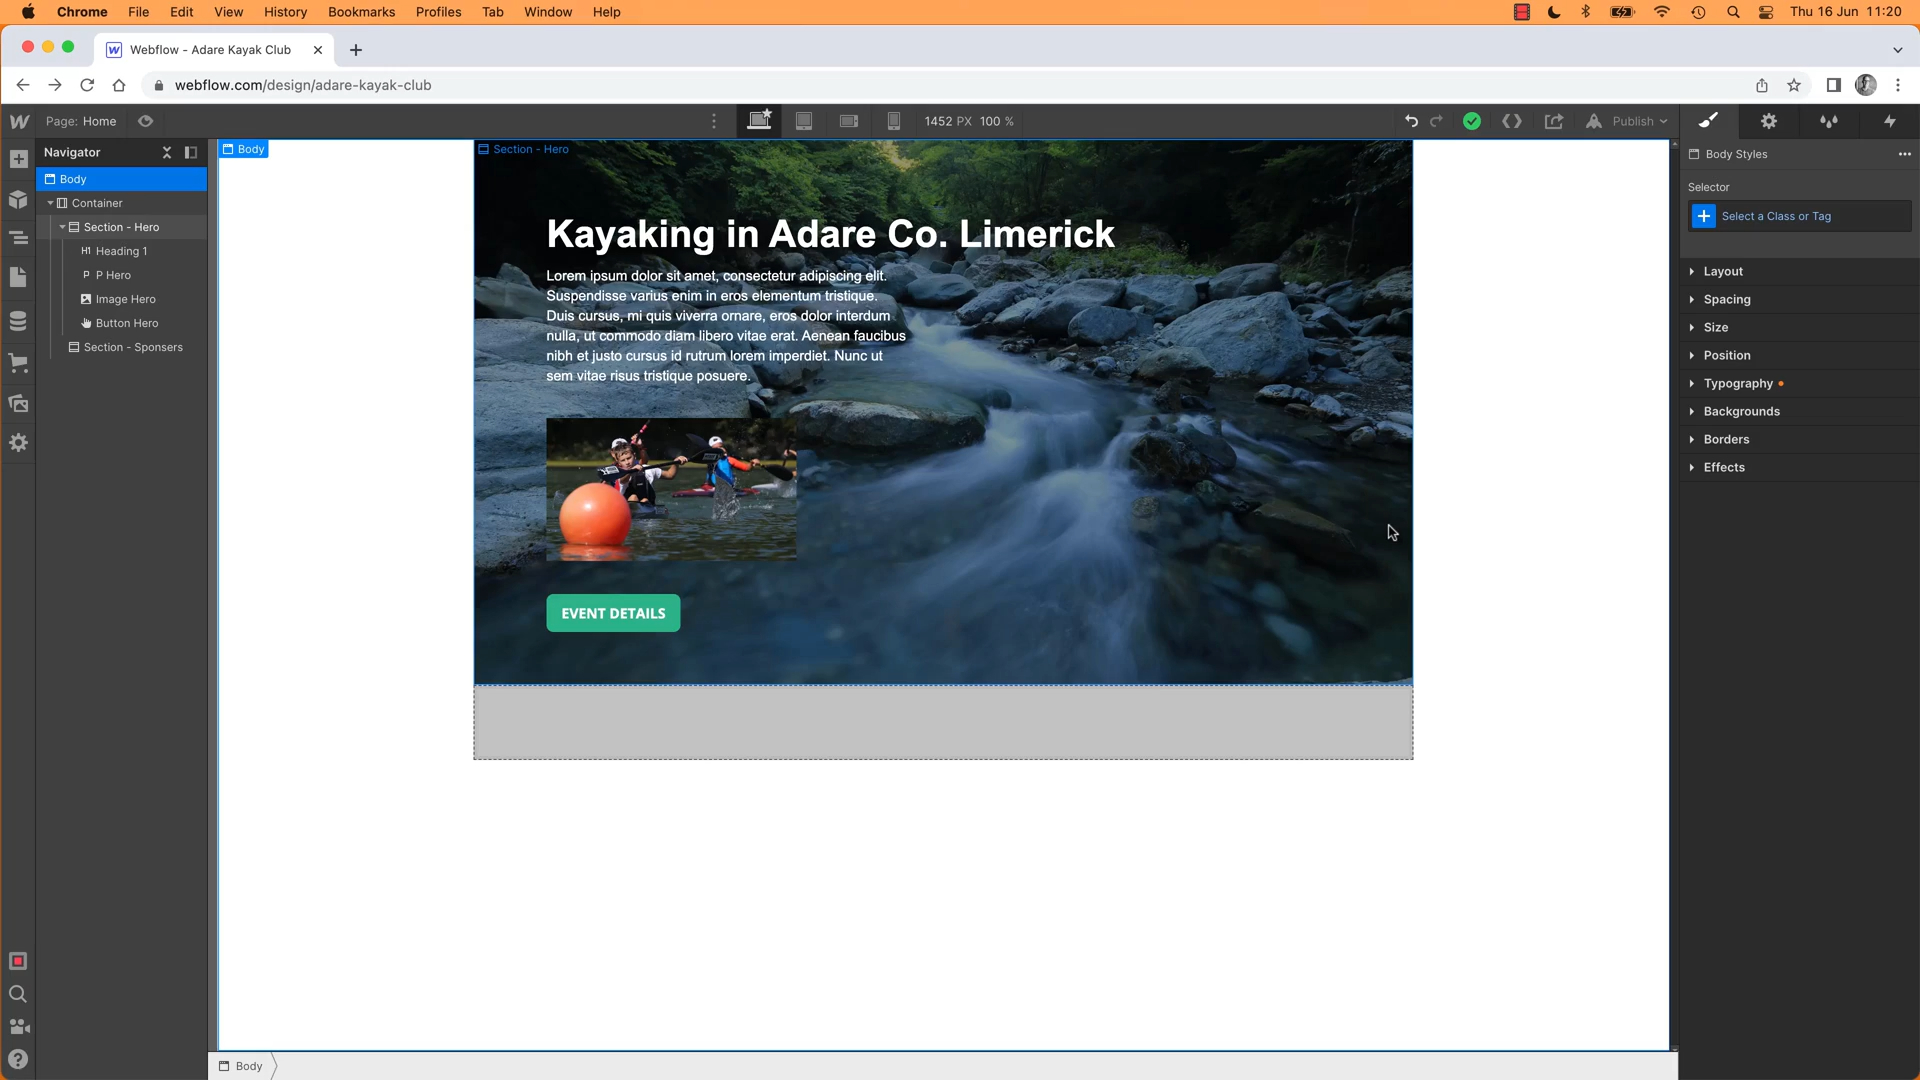 Chrome File Edit View History Bookmarks Profiles Tab Window Help Thu 16 Jun 11:20
W Webflow - Adare Kayak Club
webflow.com/design/adare-kayak-club
W Page: Home 1452 PX 100 % Publish
Navigator
Body
Container
Section - Hero
H1 Heading 1
P P Hero
Image Hero
Button Hero
Section - Sponsers
Body
Section - Hero
Kayaking in Adare Co. Limerick
Lorem ipsum dolor sit amet, consectetur adipiscing elit.
Suspendisse varius enim in eros elementum tristique.
Duis cursus, mi quis viverra ornare, eros dolor interdum
nulla, ut commodo diam libero vitae erat. Aenean faucibus
nibh et justo cursus id rutrum lorem imperdiet. Nunc ut
sem vitae risus tristique posuere.
EVENT DETAILS
Body Styles
Selector
Select a Class or Tag
Layout
Spacing
Size
Position
Typography
Backgrounds
Borders
Effects
Body